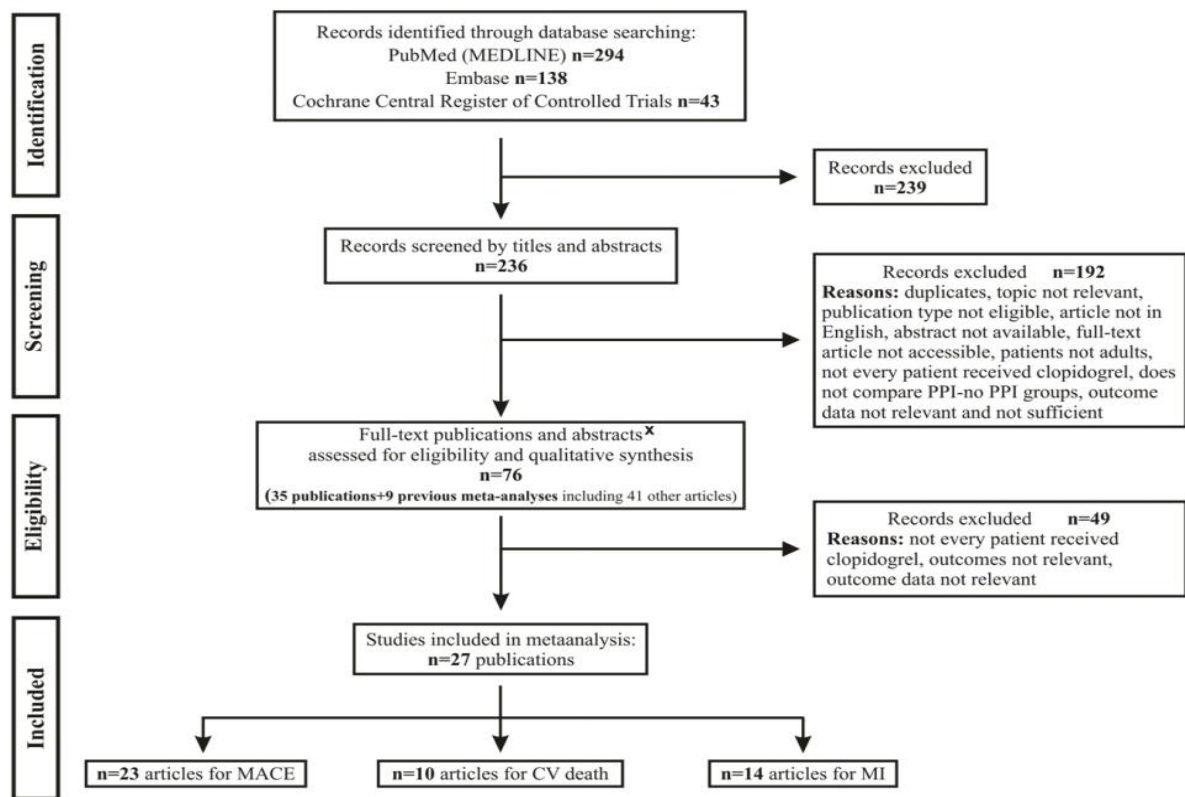 Identification
Records identified through database searching:
PubMed (MEDLINE) n=294
Embase n=138
Cochrane Central Register of Controlled Trials n=43
Records excluded
n=239
Screening
Records screened by titles and abstracts
n=236
Records excluded n=192
Reasons: duplicates, topic not relevant,
publication type not eligible, article not in
English, abstract not available, full-text
article not accessible, patients not adults,
not every patient received clopidogrel, does
not compare PPI-no PPI groups, outcome
data not relevant and not sufficient
Eligibility
Full-text publications and abstracts x
assessed for eligibility and qualitative synthesis
n=76
(35 publications+9 previous meta-analyses including 41 other articles)
Records excluded n=49
Reasons: not every patient received
clopidogrel, outcomes not relevant,
outcome data not relevant
Included
Studies included in metaanalysis:
n=27 publications
n=23 articles for MACE
n=10 articles for CV death
n=14 articles for MI